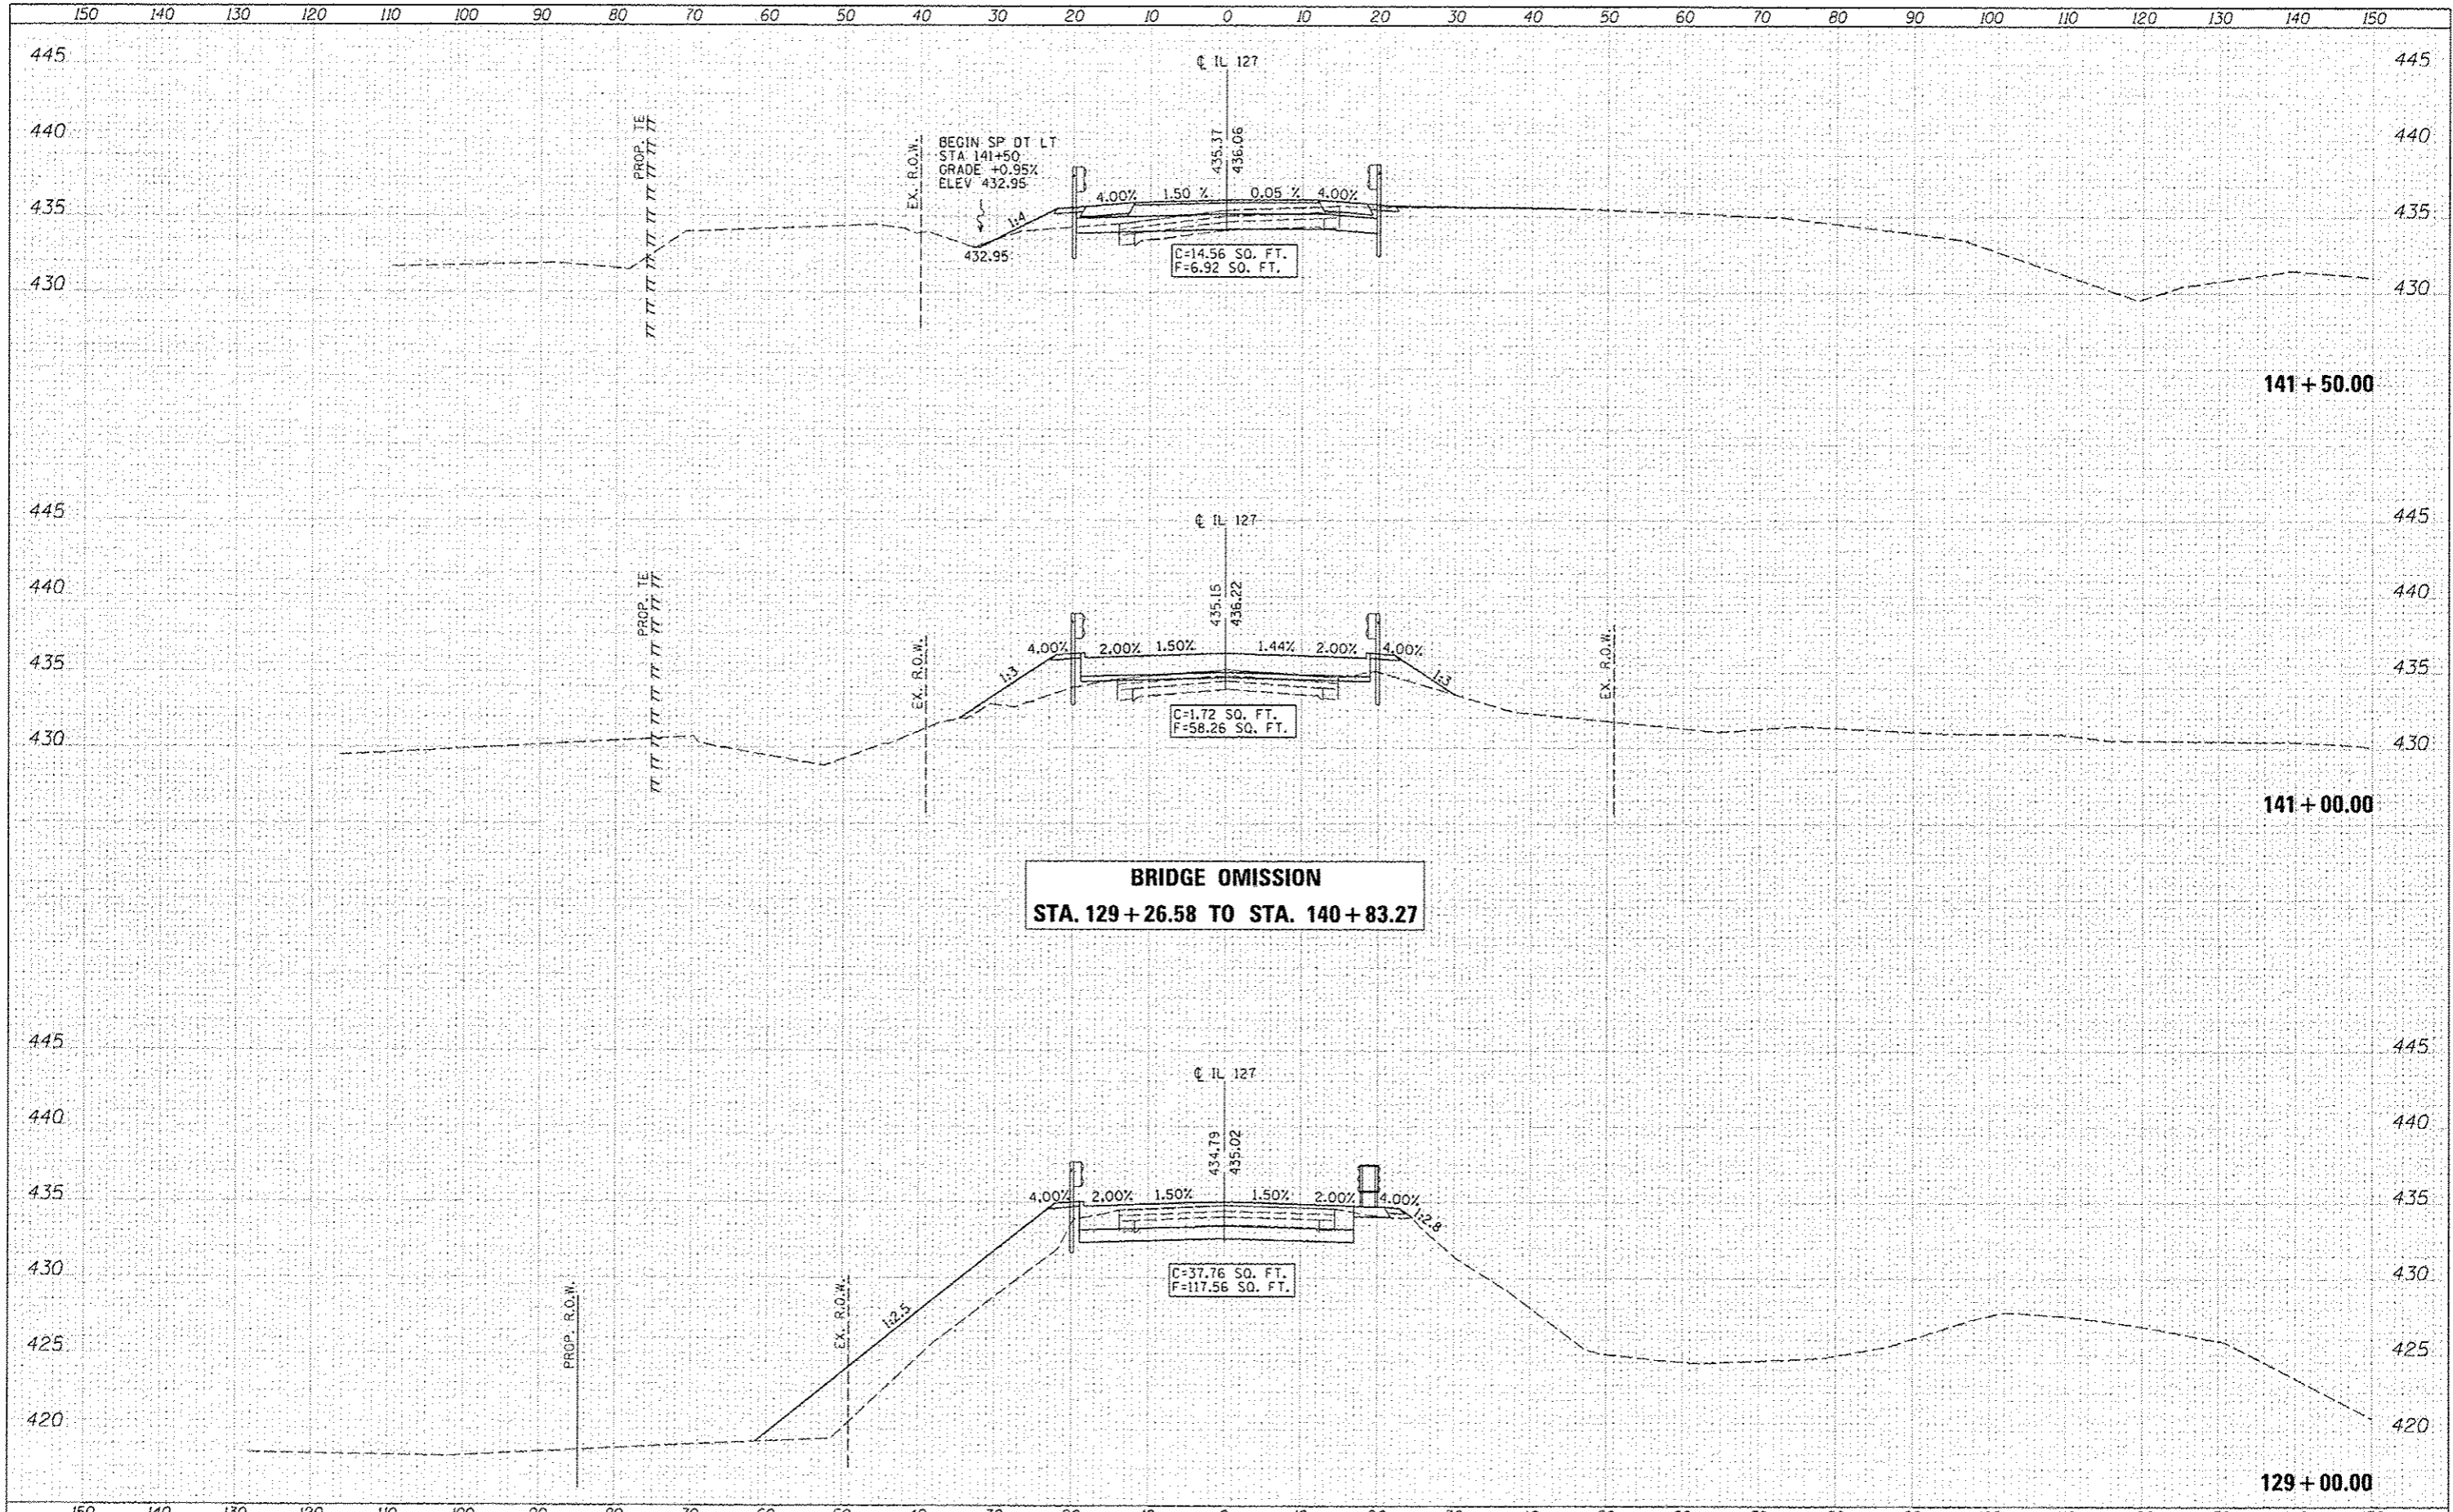 150 140 130 120 110 100 90 80 70 60 50 40 30 20 10 0 10 20 30 40 50 60 70 80 90 100 110 120 130 140 150
445 445
℄ IL 127
440 440
PROP. TE
EX. R.O.W.
BEGIN SP DT LT
STA 141+50
GRADE +0.95%
ELEV 432.95
435.37
436.06
4.00% 1.50 % 0.05 % 4.00%
435 435
1:4
432.95
C=14.56 SQ. FT.
F=6.92 SQ. FT.
430 430
141 + 50.00
445 445
℄ IL 127
440 440
PROP. TE
EX. R.O.W.
435.15
436.22
EX. R.O.W.
4.00% 2.00% 1.50% 1.44% 2.00% 4.00%
435 435
1:3 1:3
C=1.72 SQ. FT.
F=58.26 SQ. FT.
430 430
141 + 00.00
BRIDGE OMISSION
STA. 129 + 26.58 TO STA. 140 + 83.27
445 445
℄ IL 127
440 440
434.79
435.02
4.00% 2.00% 1.50% 1.50% 2.00% 4.00%
435 435
1:2.8
430 430
C=37.76 SQ. FT.
F=117.56 SQ. FT.
PROP. R.O.W.
EX. R.O.W.
1:2.5
425 425
420 420
129 + 00.00